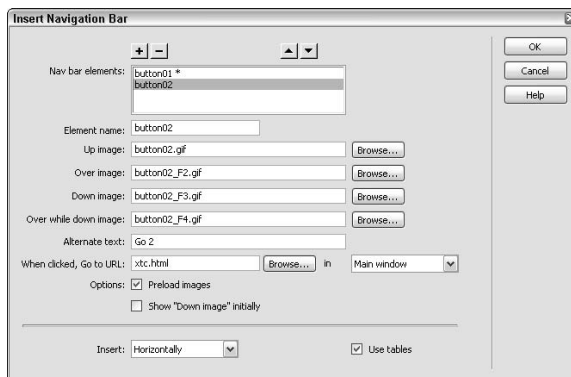 Insert Navigation Bar
OK
Nav bar elements: button01 *
button02
Cancel
Help
Element name: button02
Up image: button02.gif Browse...
Over image: button02_F2.gif Browse...
Down image: button02_F3.gif Browse...
Over while down image: button02_F4.gif Browse...
Alternate text: Go 2
When clicked, Go to URL: xtc.html Browse... in Main window
Options: Preload images
Show "Down image" initially
Insert: Horizontally Use tables